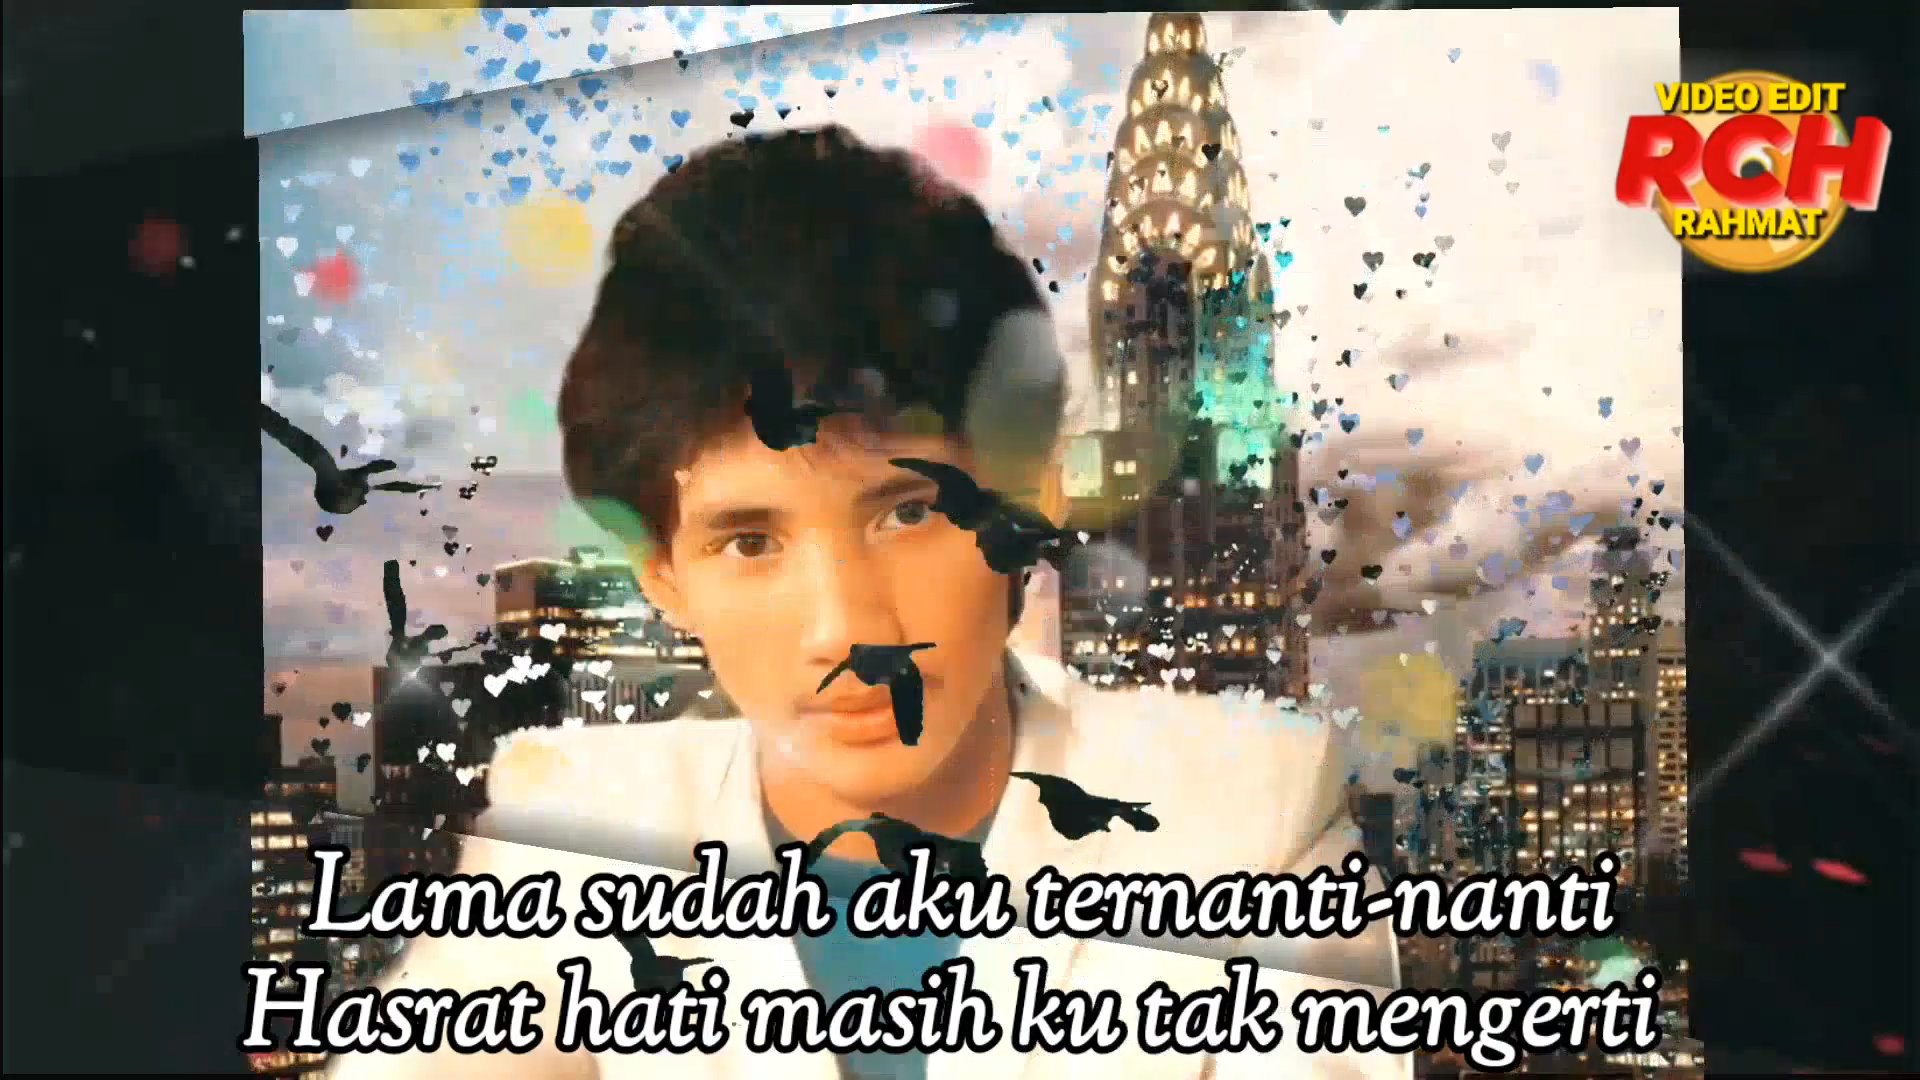 VIDEO EDIT
RCH
RAHMAT
Lama sudah aku ternanti-nanti
Hasrat hati masih ku tak mengerti